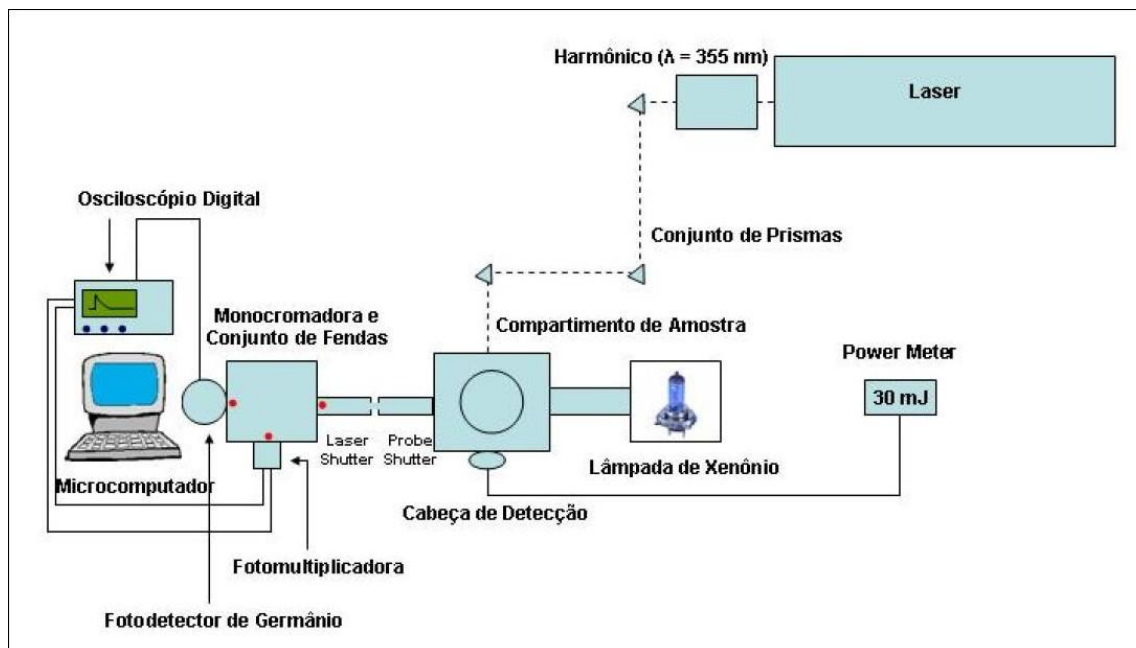 Harmônico (λ = 355 nm)
Laser
Osciloscópio Digital
Conjunto de Prismas
Monocromadora e
Conjunto de Fendas
Compartimento de Amostra
Power Meter
30 mJ
Laser
Shutter
Probe
Shutter
Lâmpada de Xenônio
Microcomputador
Cabeça de Detecção
Fotomultiplicadora
Fotodetector de Germânio